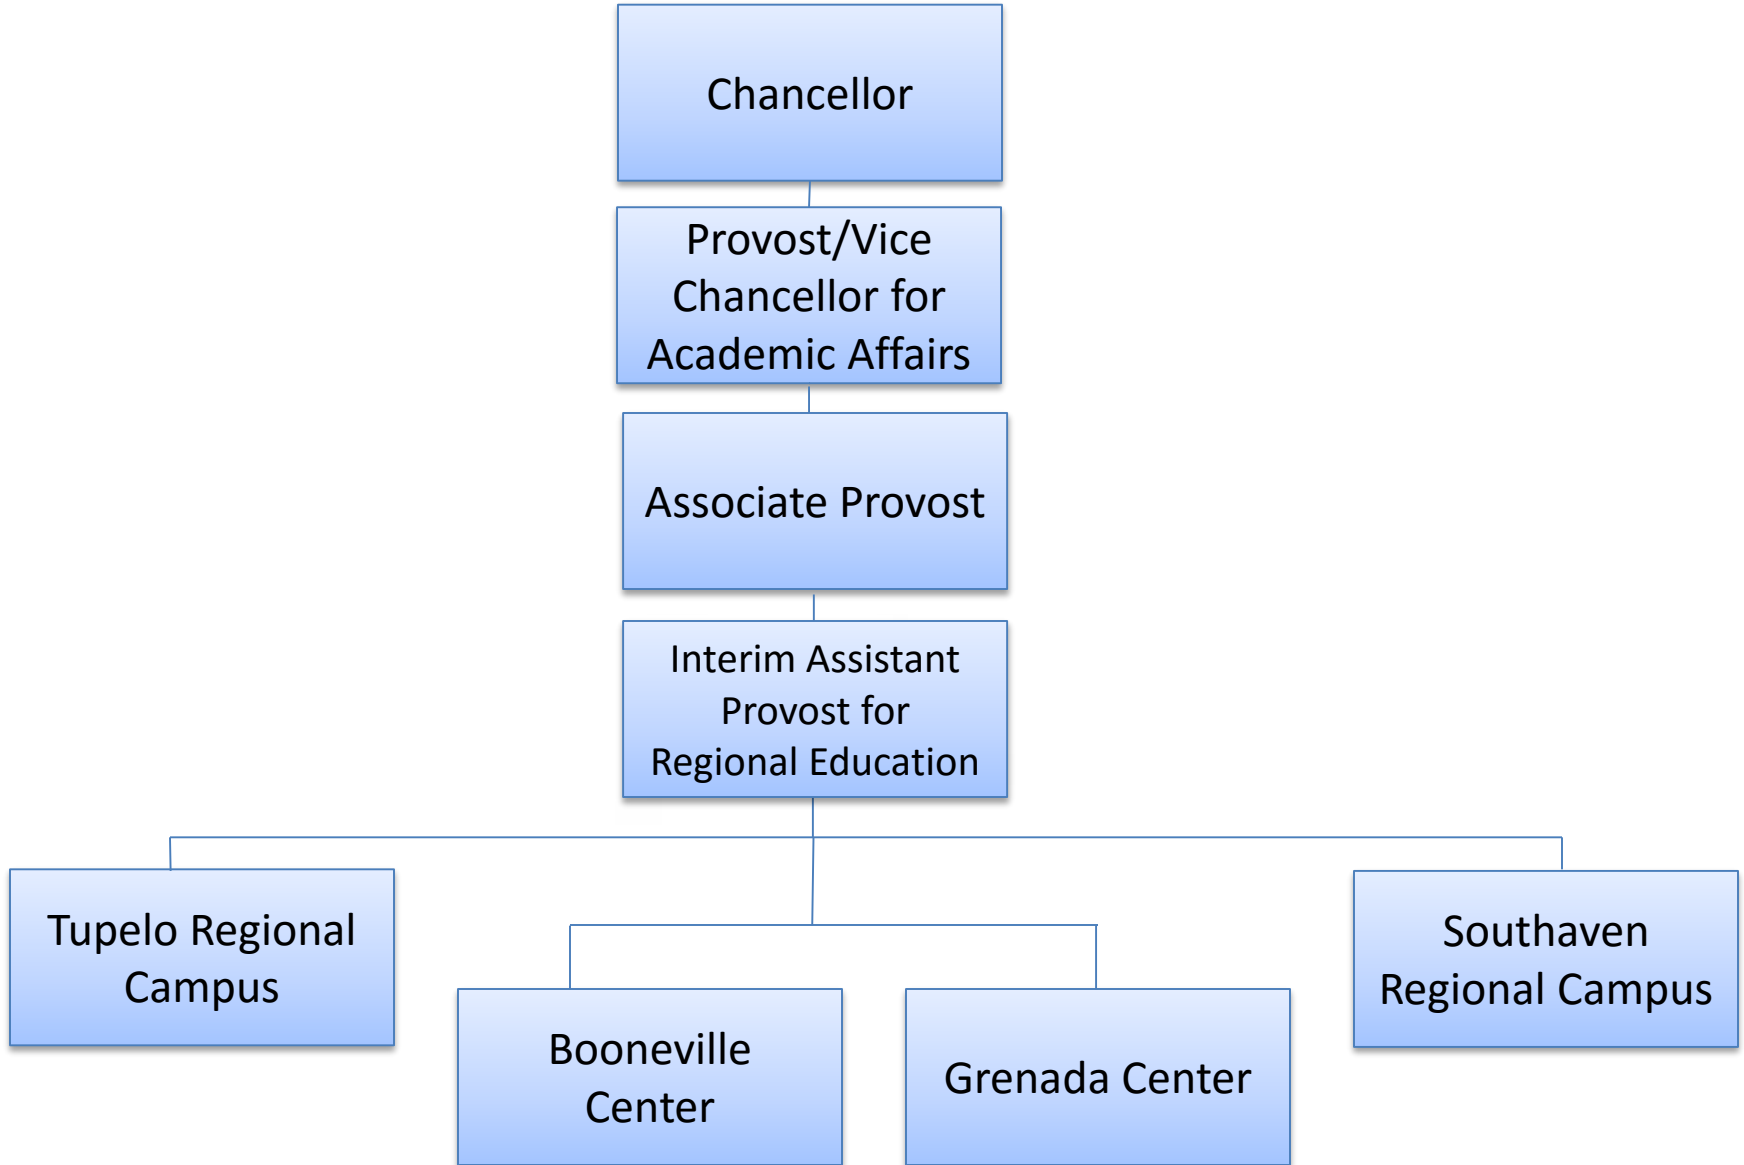 Chancellor
Provost/Vice
Chancellor for
Academic Affairs
Associate Provost
Interim Assistant
Provost for
Regional Education
Tupelo Regional
Campus
Booneville
Center
Grenada Center
Southaven
Regional Campus